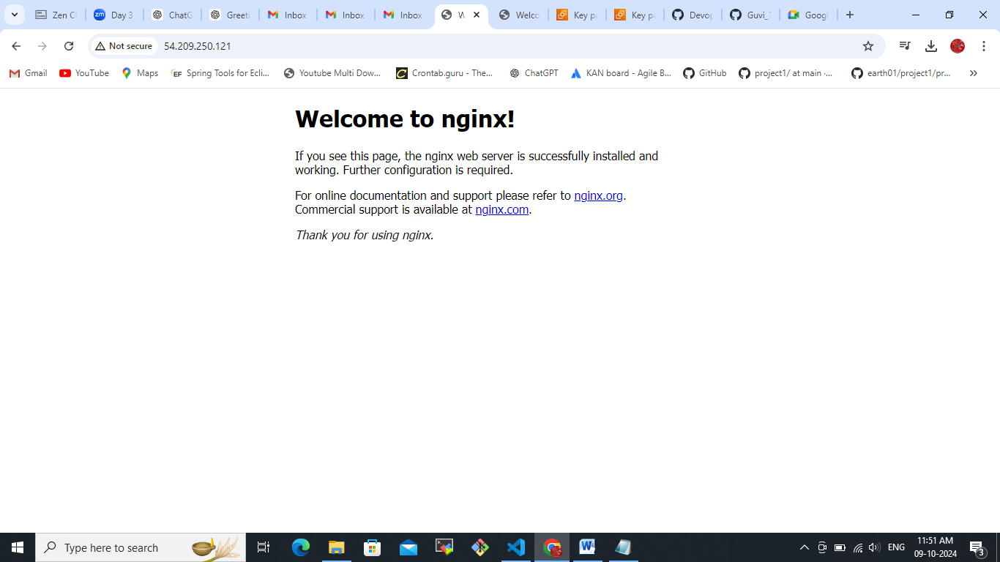 Zen Cl
Day 3
ChatG
Greeti
Inbox
Inbox
Inbox
W
Welco
Key pa
Key pa
Devop
Guvi_
Googl
Not secure
54.209.250.121
Gmail
YouTube
Maps
Spring Tools for Ecli...
Youtube Multi Dow...
Crontab.guru - The...
ChatGPT
KAN board - Agile B...
GitHub
project1/ at main ·...
earth01/project1/pr...
Welcome to nginx!
If you see this page, the nginx web server is successfully installed and
working. Further configuration is required.
For online documentation and support please refer to nginx.org.
Commercial support is available at nginx.com.
Thank you for using nginx.
Type here to search
ENG
11:51 AM
09-10-2024
3